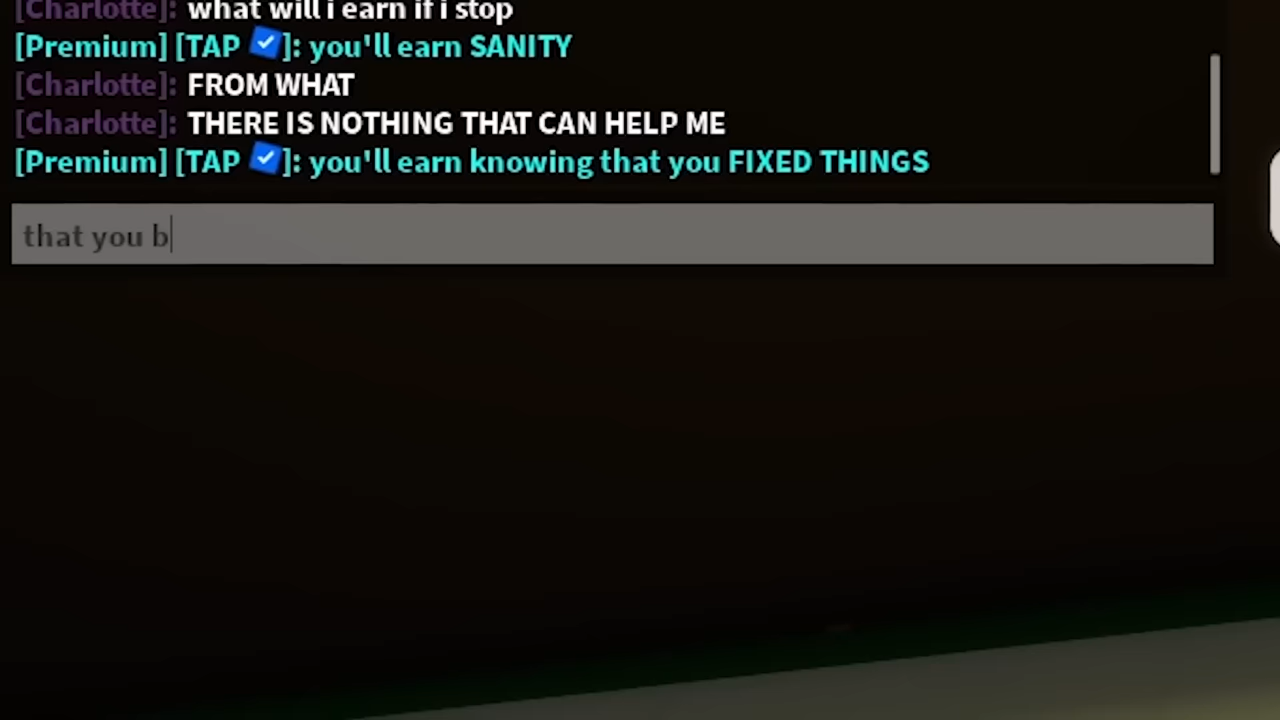 [Charlotte]: what will i earn if i stop
[Premium] [TAP ☑️]: you'll earn SANITY
[Charlotte]: FROM WHAT
[Charlotte]: THERE IS NOTHING THAT CAN HELP ME
[Premium] [TAP ☑️]: you'll earn knowing that you FIXED THINGS
that you b